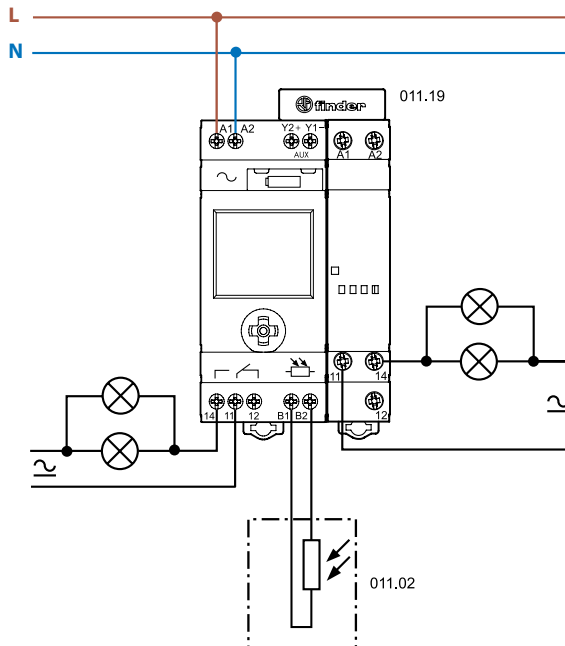 L
N
finder
011.19
A1 A2 Y2+ Y1-
AUX
A1 A2
11 14
14 11 12 B1 B2
12
011.02